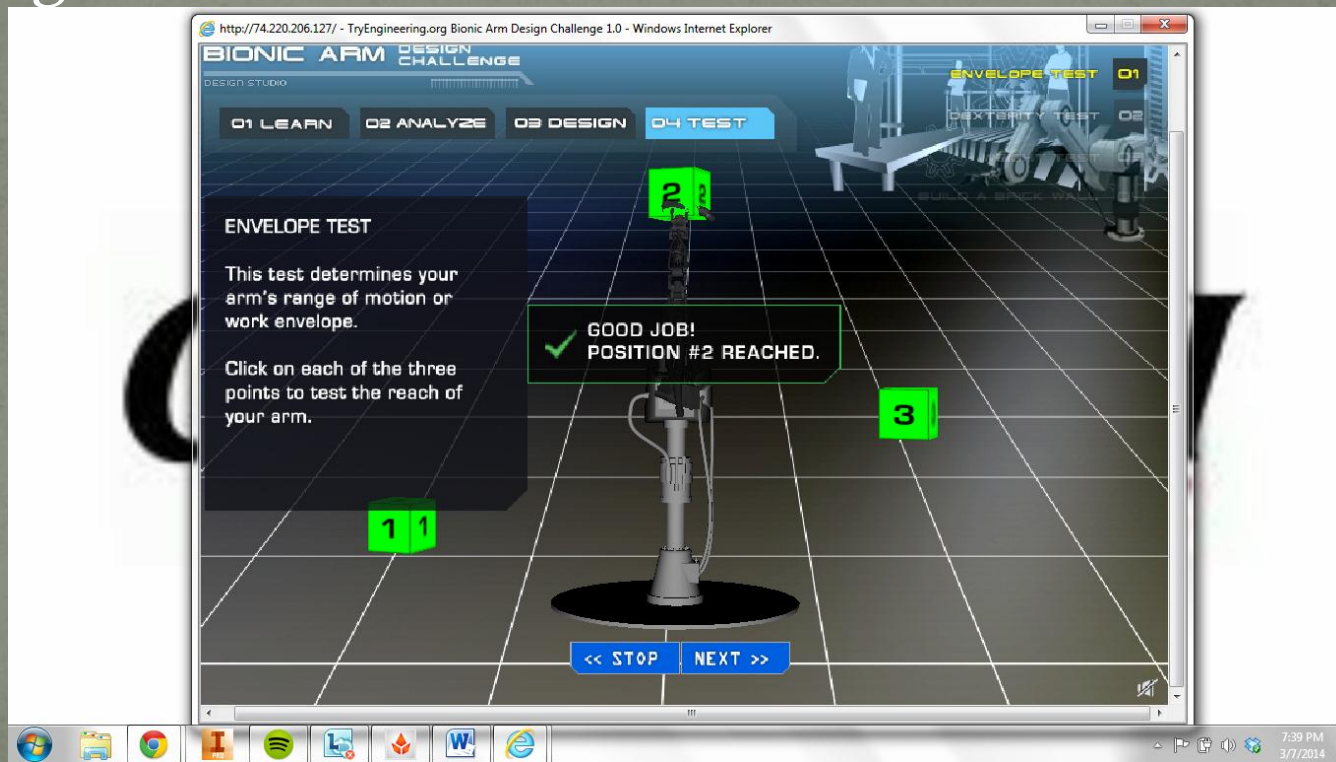 http://74.220.206.127/ - TryEngineering.org Bionic Arm Design Challenge 1.0 - Windows Internet Explorer
BIONIC ARM DESIGN CHALLENGE
DESIGN STUDIO
ENVELOPE TEST 01
DEXTERITY TEST 02
01 LEARN 02 ANALYZE 03 DESIGN 04 TEST
TEST
BUILD A BRICK WALL
2 2
ENVELOPE TEST
This test determines your
arm's range of motion or
work envelope.
Click on each of the three
points to test the reach of
your arm.
GOOD JOB!
POSITION #2 REACHED.
3
1 1
<< STOP NEXT >>
7:39 PM
3/7/2014